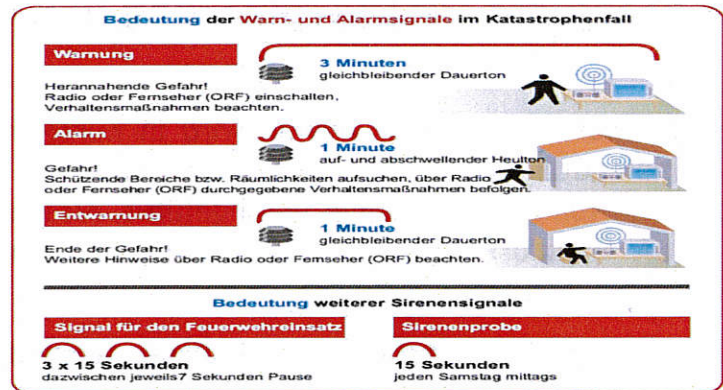 Bedeutung der Warn- und Alarmsignale im Katastrophenfall
Warnung
3 Minuten
gleichbleibender Dauerton
Herannahende Gefahr!
Radio oder Fernseher (ORF) einschalten,
Verhaltensmaßnahmen beachten.
Alarm
1 Minute
auf- und abschwellender Heulton
Gefahr!
Schützende Bereiche bzw. Räumlichkeiten aufsuchen, über Radio
oder Fernseher (ORF) durchgegebene Verhaltensmaßnahmen befolgen.
Entwarnung
1 Minute
gleichbleibender Dauerton
Ende der Gefahr!
Weitere Hinweise über Radio oder Fernseher (ORF) beachten.
Bedeutung weiterer Sirenensignale
Signal für den Feuerwehreinsatz
3 x 15 Sekunden
dazwischen jeweils7 Sekunden Pause
Sirenenprobe
15 Sekunden
jeden Samstag mittags